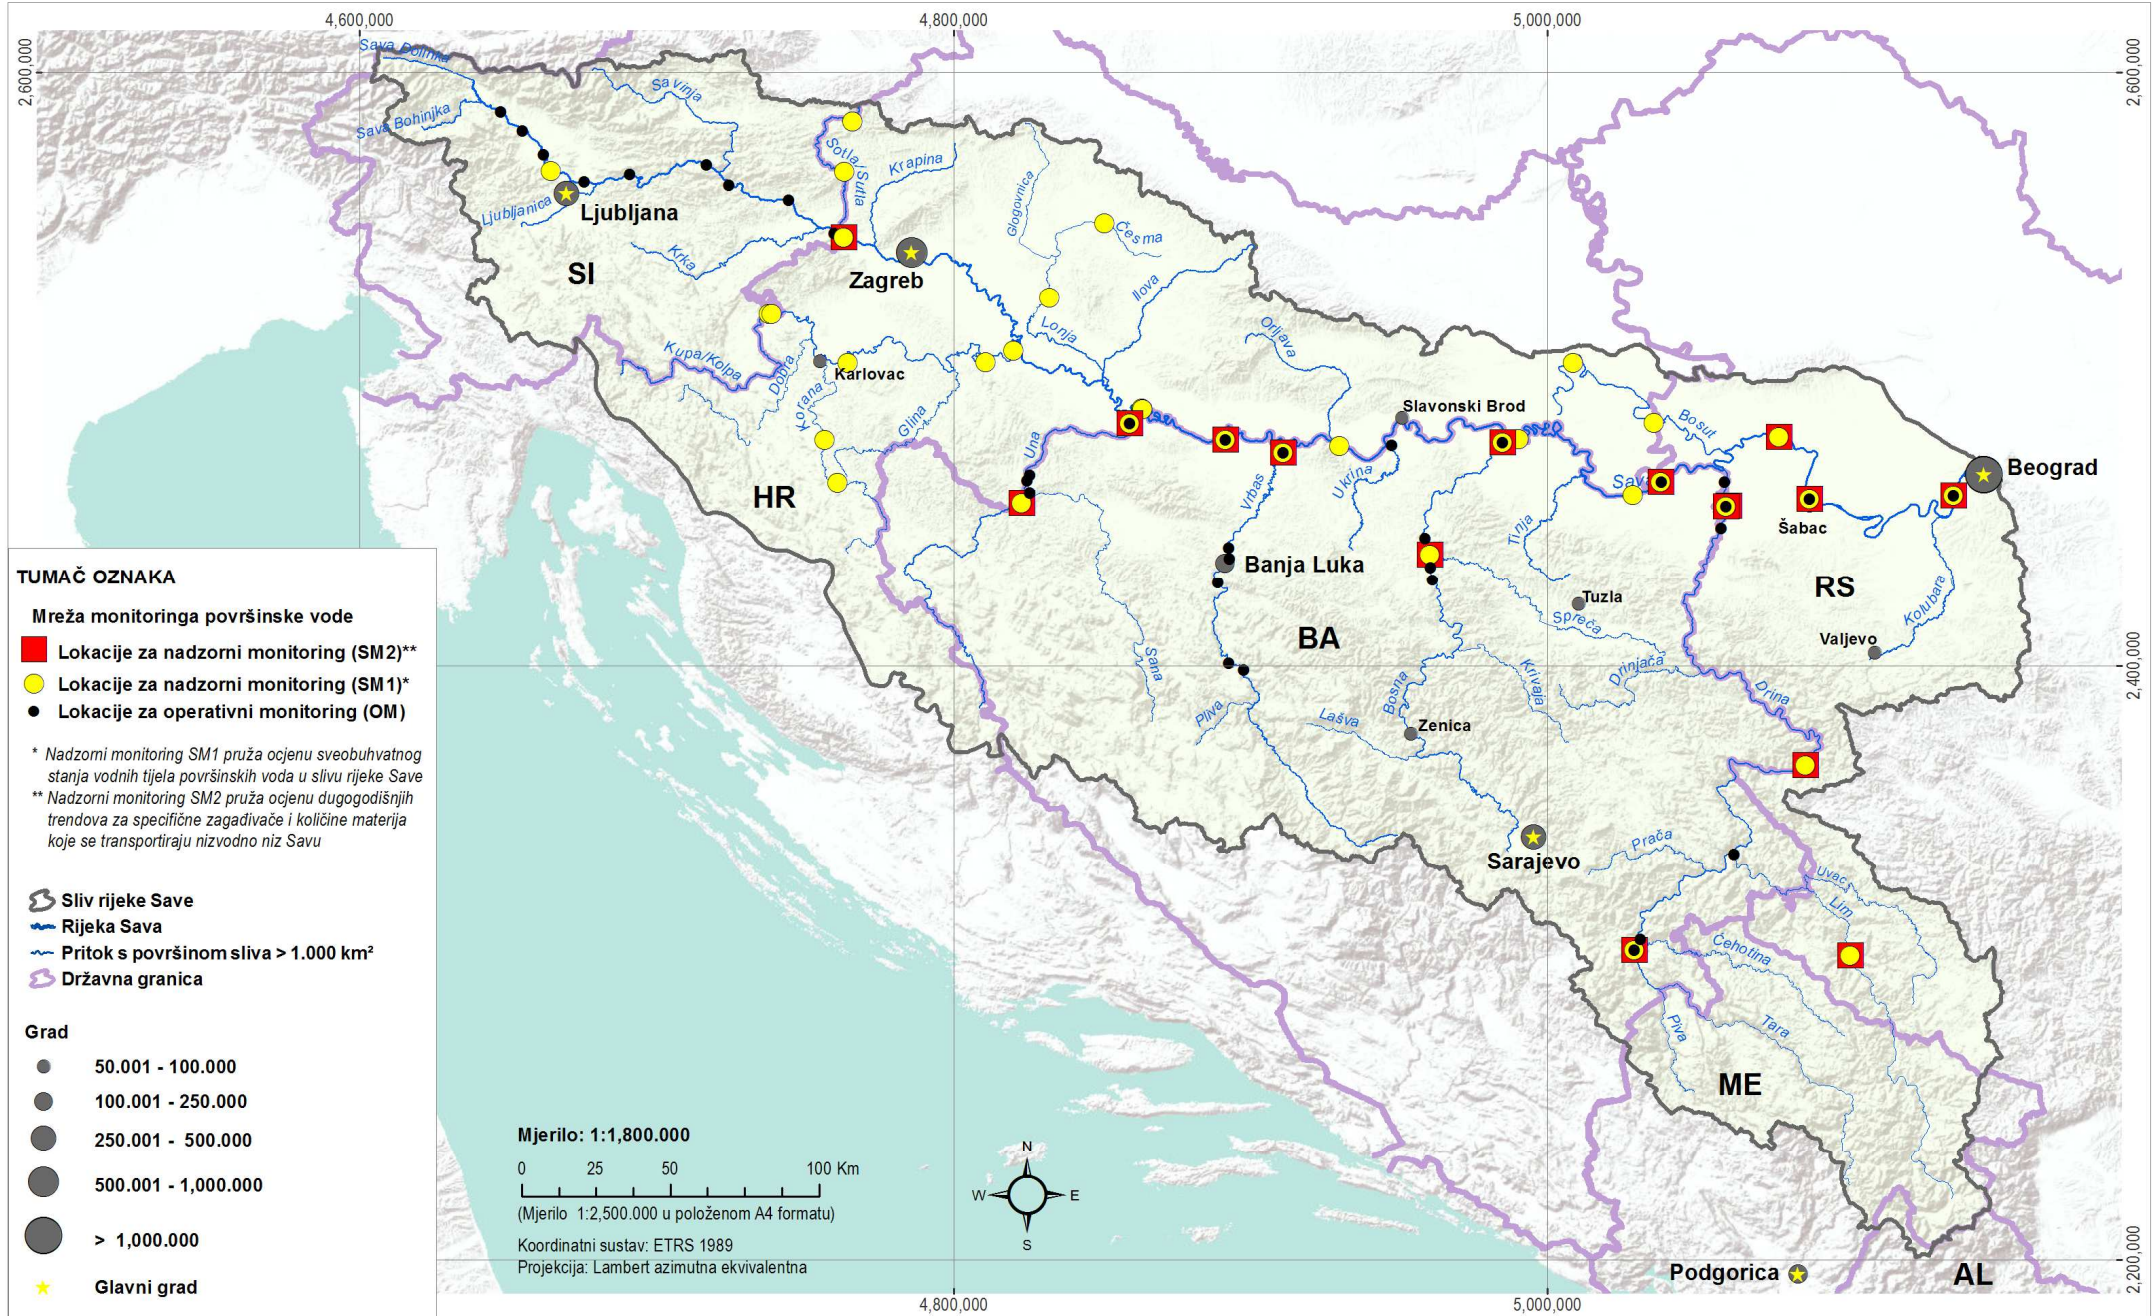 4,600,000
4,800,000
5,000,000
2,600,000
2,600,000
Sava Dolinka
Savinja
Sava Bohinjka
Sotla/Sutla
Krapina
Glogovnica
Ljubljanica
Ljubljana
Česma
Krka
SI
Zagreb
Ilova
Lonja
Orljava
Kupa/Kolpa
Dobra
Karlovac
Korana
Glina
Slavonski Brod
Bosut
Una
Beograd
HR
Vrbas
Ukrina
Sava
Šabac
Tinja
Banja Luka
RS
Tuzla
Kolubara
Spreča
BA
Valjevo
Sana
Krivaja
Drinjača
2,400,000
Drina
Bosna
Pliva
Lašva
Zenica
Prača
Sarajevo
Uvac
Lim
Ćehotina
Piva
Tara
ME
Podgorica
AL
TUMAČ OZNAKA
Mreža monitoringa površinske vode
Lokacije za nadzorni monitoring (SM2)**
Lokacije za nadzorni monitoring (SM1)*
Lokacije za operativni monitoring (OM)
* Nadzorni monitoring SM1 pruža ocjenu sveobuhvatnog
stanja vodnih tijela površinskih voda u slivu rijeke Save
** Nadzorni monitoring SM2 pruža ocjenu dugogodišnjih
trendova za specifične zagađivače i količine materija
koje se transportiraju nizvodno niz Savu
Sliv rijeke Save
Rijeka Sava
Pritok s površinom sliva > 1.000 km²
Državna granica
Grad
50.001 - 100.000
100.001 - 250.000
250.001 - 500.000
500.001 - 1,000.000
> 1,000.000
Glavni grad
Mjerilo: 1:1,800.000
0 25 50 100 Km
(Mjerilo 1:2,500.000 u položenom A4 formatu)
Koordinatni sustav: ETRS 1989
Projekcija: Lambert azimutna ekvivalentna
N
W E
S
2,200,000
4,800,000
5,000,000